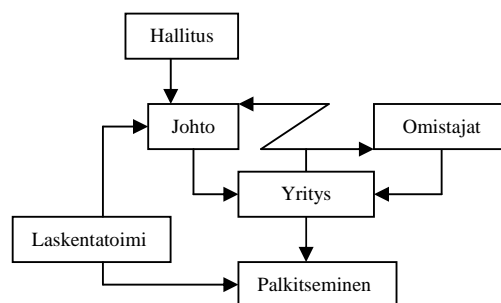 Hallitus
Johto
Omistajat
Yritys
Laskentatoimi
Palkitseminen